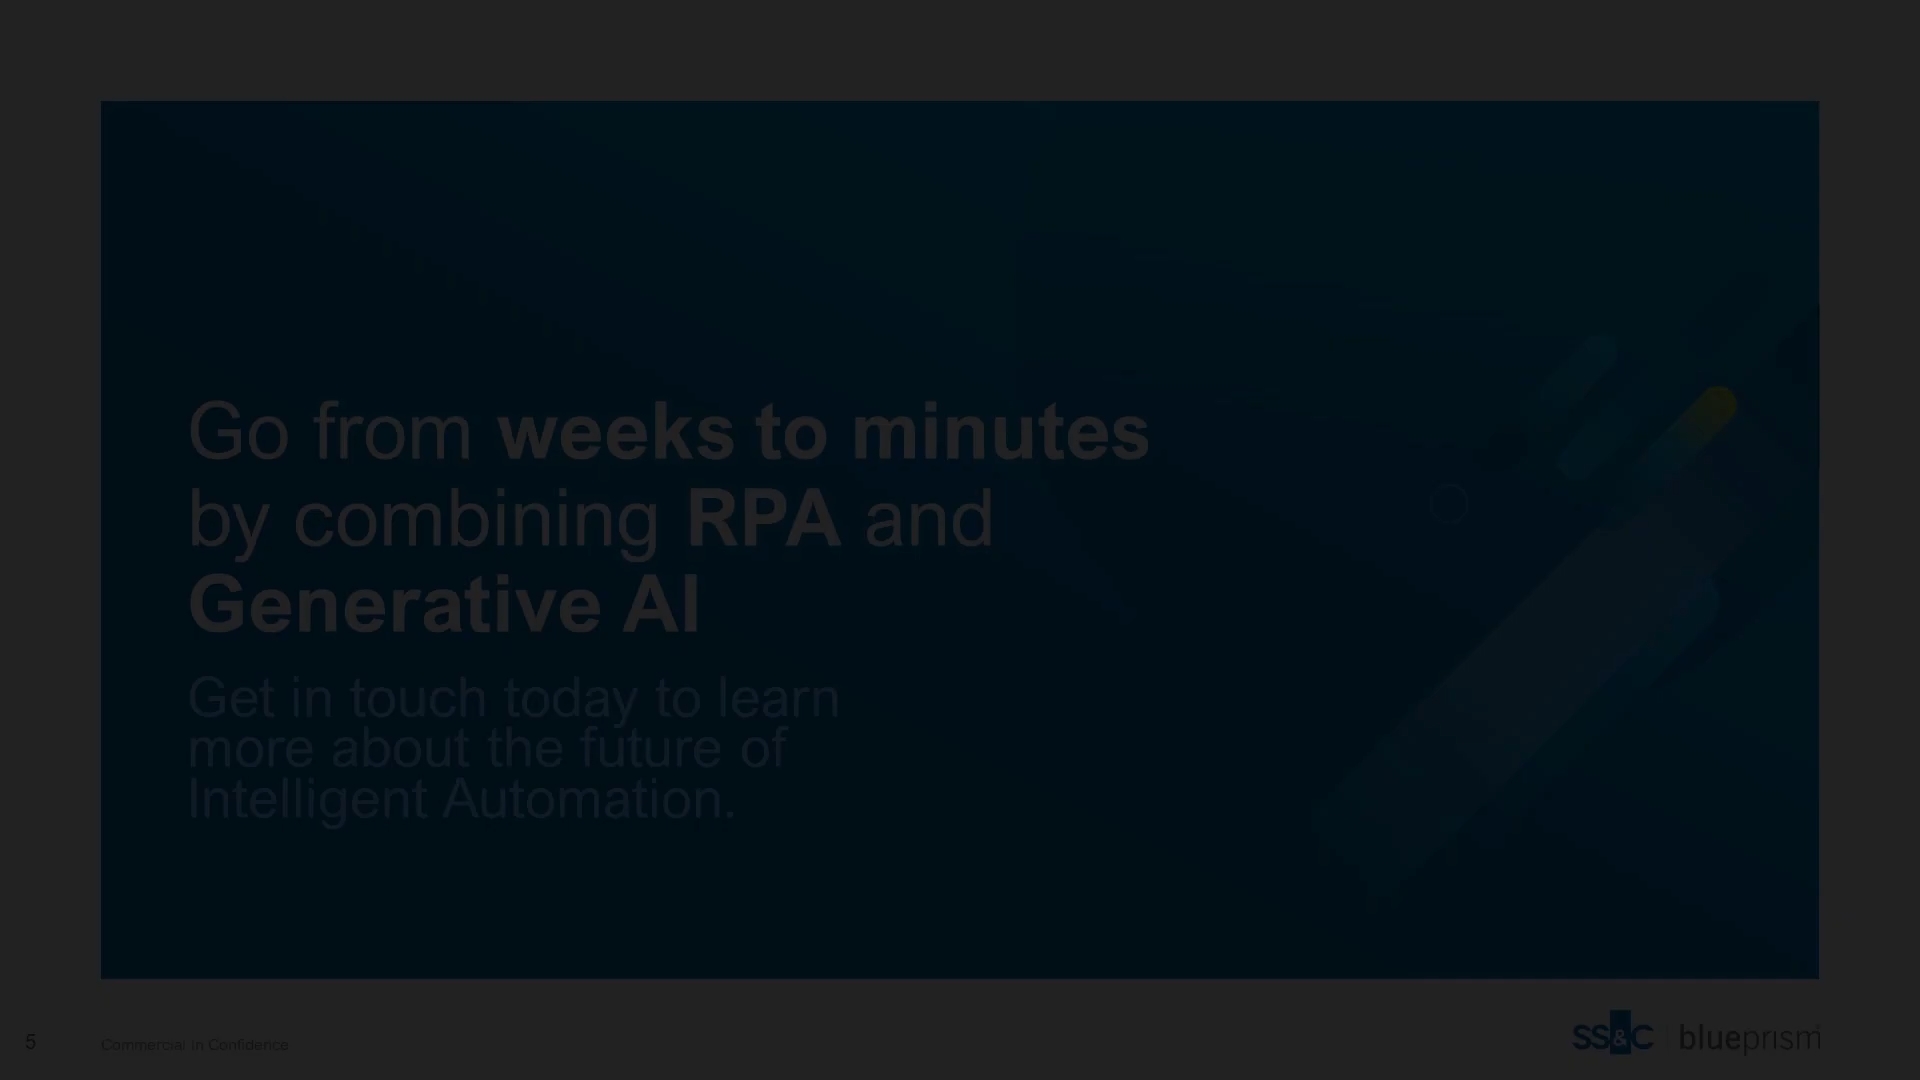 Go from weeks to minutes
by combining RPA and
Generative AI
Get in touch today to learn
more about the future of
Intelligent Automation.
5
Commercial in Confidence
SS&C | blueprism